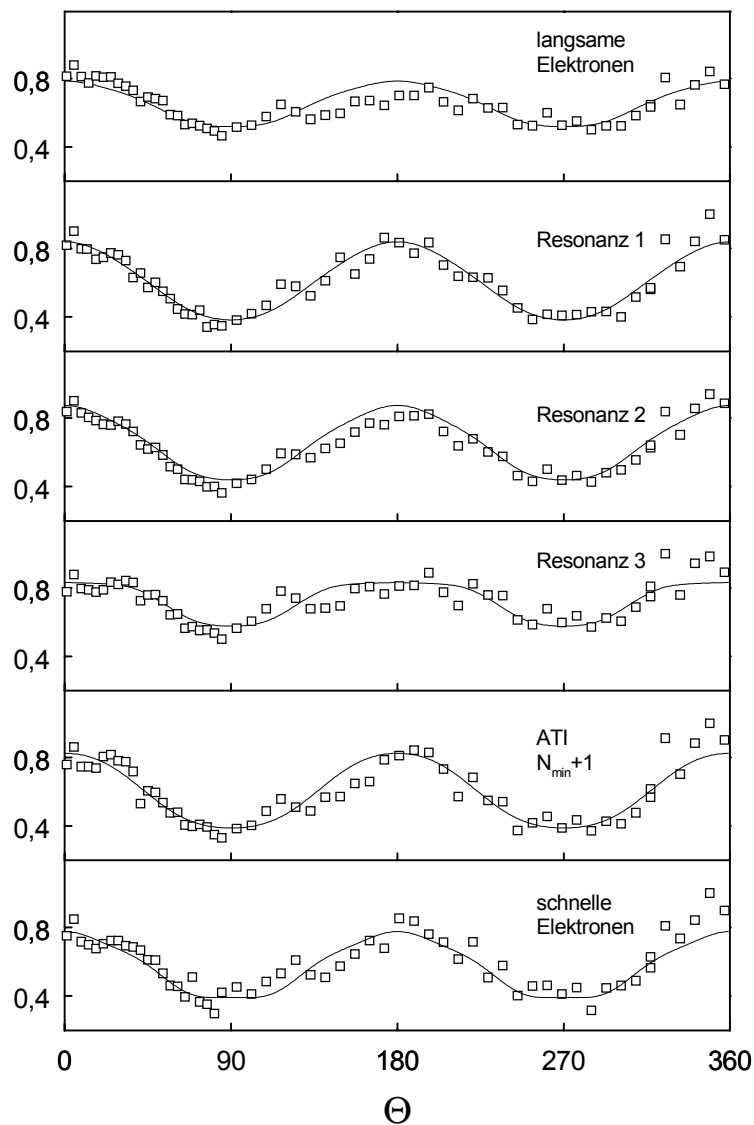 langsame
Elektronen
0,8
0,4
Resonanz 1
0,8
0,4
Resonanz 2
0,8
0,4
Resonanz 3
0,8
0,4
ATI
N_min+1
0,8
0,4
schnelle
Elektronen
0,8
0,4
0 90 180 270 360
Θ